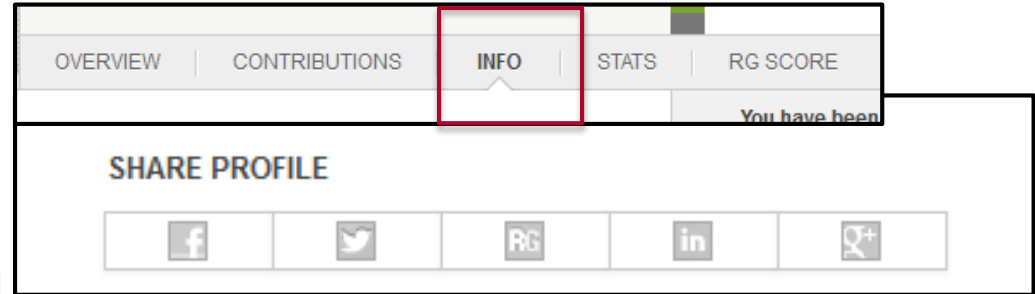 OVERVIEW CONTRIBUTIONS INFO STATS RG SCORE
You have been
SHARE PROFILE
f RG in g+